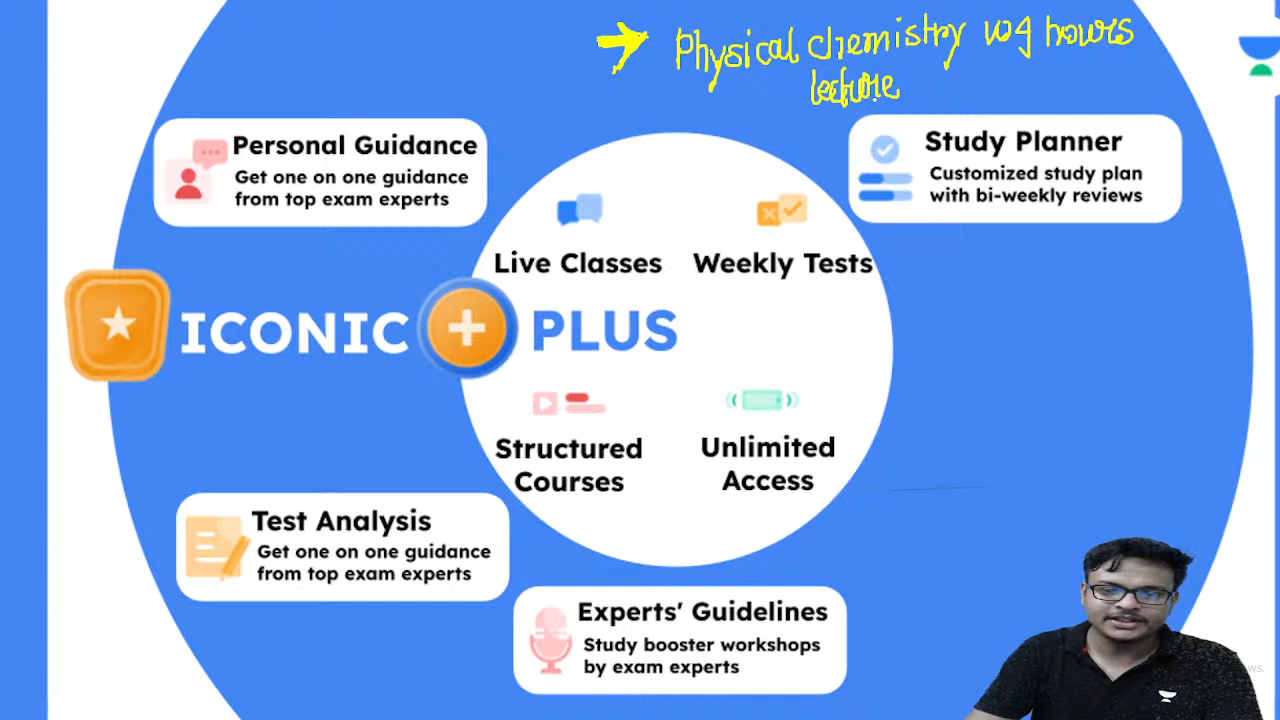 Physical chemistry 104 hours
lecture
Personal Guidance
Get one on one guidance
from top exam experts
Study Planner
Customized study plan
with bi-weekly reviews
Live Classes
Weekly Tests
ICONIC + PLUS
Structured
Courses
Unlimited
Access
Test Analysis
Get one on one guidance
from top exam experts
Experts' Guidelines
Study booster workshops
by exam experts